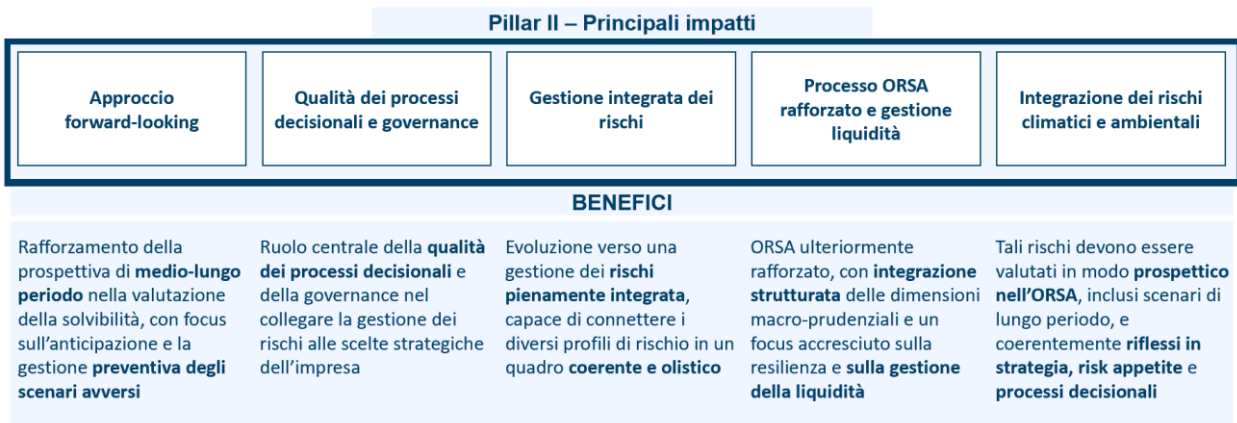 Pillar II – Principali impatti
Approccio
forward-looking
Qualità dei processi
decisionali e governance
Gestione integrata dei
rischi
Processo ORSA
rafforzato e gestione
liquidità
Integrazione dei rischi
climatici e ambientali
BENEFICI
Rafforzamento della
prospettiva di medio-lungo
periodo nella valutazione
della solvibilità, con focus
sull’anticipazione e la
gestione preventiva degli
scenari avversi
Ruolo centrale della qualità
dei processi decisionali e
della governance nel
collegare la gestione dei
rischi alle scelte strategiche
dell’impresa
Evoluzione verso una
gestione dei rischi
pienamente integrata,
capace di connettere i
diversi profili di rischio in un
quadro coerente e olistico
ORSA ulteriormente
rafforzato, con integrazione
strutturata delle dimensioni
macro-prudenziali e un
focus accresciuto sulla
resilienza e sulla gestione
della liquidità
Tali rischi devono essere
valutati in modo prospettico
nell’ORSA, inclusi scenari di
lungo periodo, e
coerentemente riflessi in
strategia, risk appetite e
processi decisionali